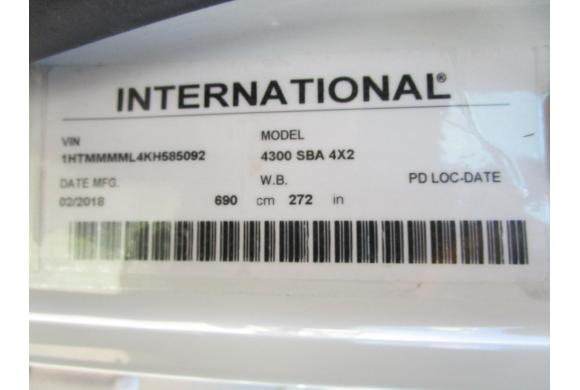 INTERNATIONAL®
VIN MODEL
1HTMMMML4KH585092 4300 SBA 4X2
DATE MFG. W.B. PD LOC-DATE
02/2018 690 cm 272 in